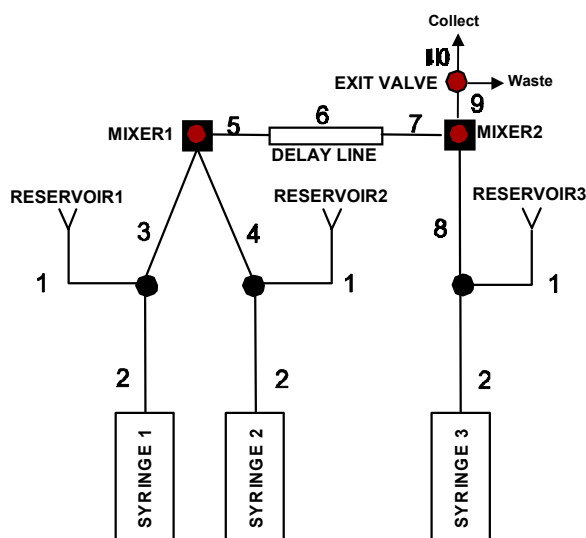 Collect
EXIT VALVE
Waste
9
MIXER1
5
6
7
MIXER2
DELAY LINE
RESERVOIR1
RESERVOIR2
RESERVOIR3
3
4
8
1
1
1
2
2
2
SYRINGE 1
SYRINGE 2
SYRINGE 3